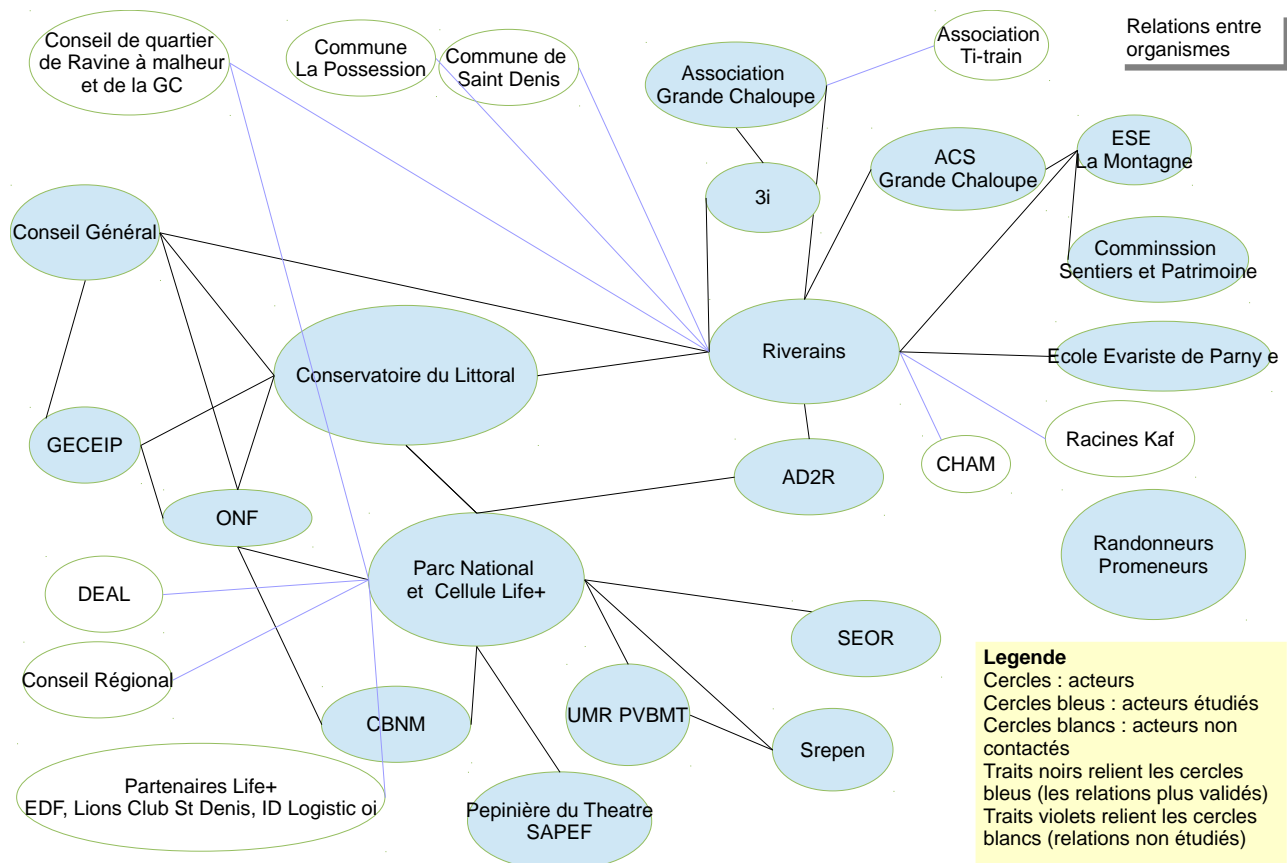 Conseil de quartier
de Ravine à malheur
et de la GC
Commune
La Possession
Commune de
Saint Denis
Association
Grande Chaloupe
Association
Ti-train
Relations entre
organismes
3i
ACS
Grande Chaloupe
ESE
La Montagne
Conseil Général
Comminssion
Sentiers et Patrimoine
Riverains
Ecole Evariste de Parny e
Conservatoire du Littoral
GECEIP
AD2R
CHAM
Racines Kaf
ONF
Randonneurs
Promeneurs
Parc National
et Cellule Life+
DEAL
SEOR
Conseil Régional
CBNM
UMR PVBMT
Srepen
Partenaires Life+
EDF, Lions Club St Denis, ID Logistic oi
Pepinière du Theatre
SAPEF
Legende
Cercles : acteurs
Cercles bleus : acteurs étudiés
Cercles blancs : acteurs non
contactés
Traits noirs relient les cercles
bleus (les relations plus validés)
Traits violets relient les cercles
blancs (relations non étudiés)